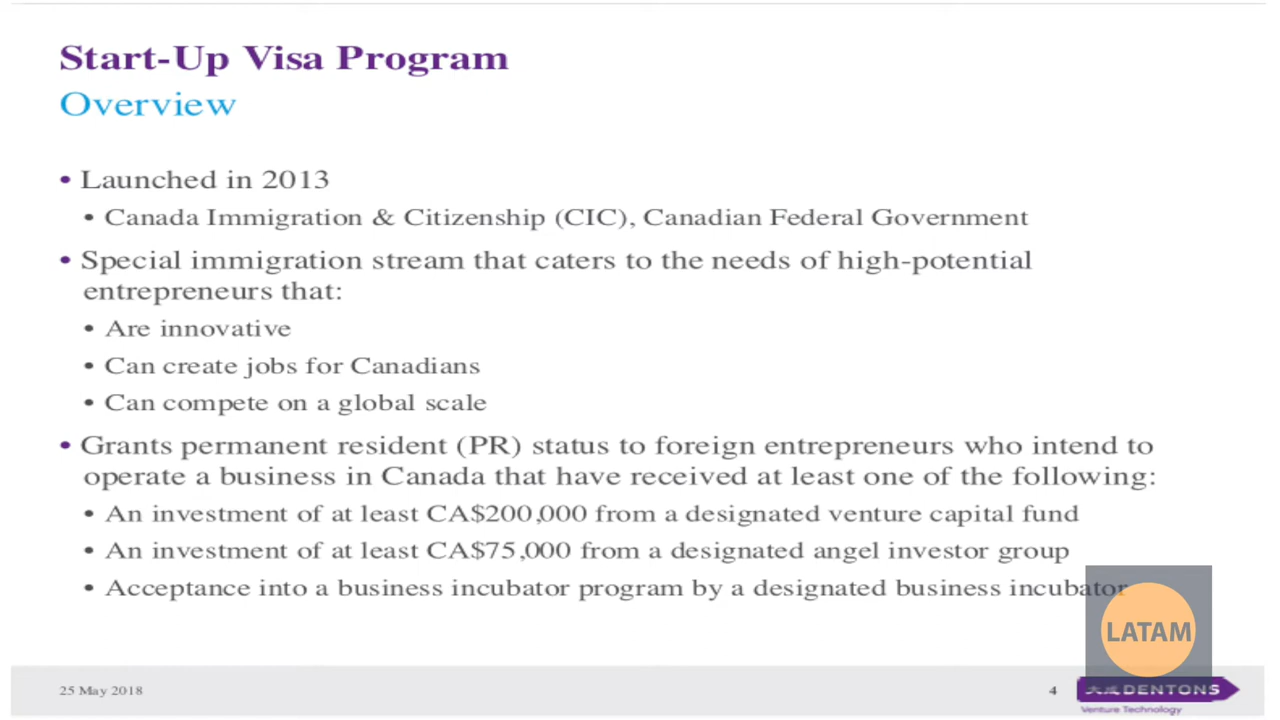 Start-Up Visa Program
Overview
• Launched in 2013
• Canada Immigration & Citizenship (CIC), Canadian Federal Government
• Special immigration stream that caters to the needs of high-potential
entrepreneurs that:
• Are innovative
• Can create jobs for Canadians
• Can compete on a global scale
• Grants permanent resident (PR) status to foreign entrepreneurs who intend to
operate a business in Canada that have received at least one of the following:
• An investment of at least CA$200,000 from a designated venture capital fund
• An investment of at least CA$75,000 from a designated angel investor group
• Acceptance into a business incubator program by a designated business incubator
LATAM
25 May 2018
4
大成 DENTONS
Venture Technology